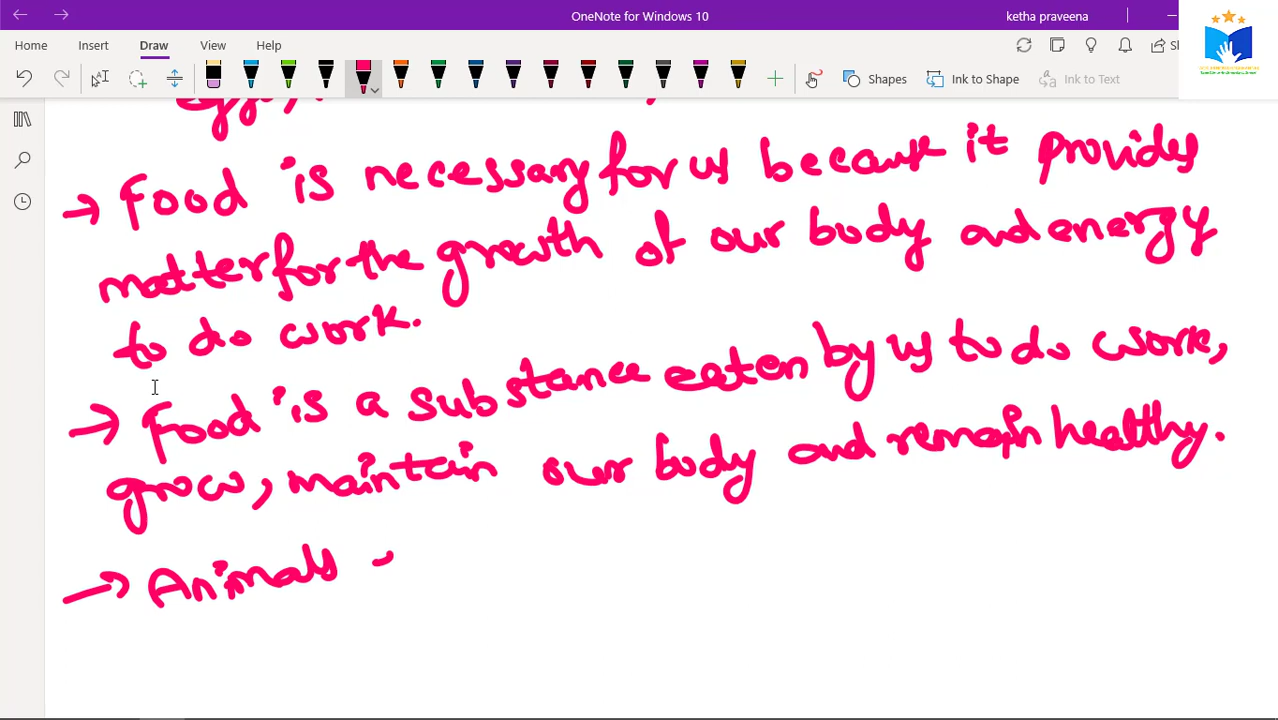 OneNote for Windows 10
ketha praveena
Home Insert Draw View Help
Shapes Ink to Shape Ink to Text
→ Food is necessary for us because it provides
matter for the growth of our body and energy
to do work.
→ Food is a substance eaten by us to do work,
grow, maintain our body and remain healthy.
→ Animals